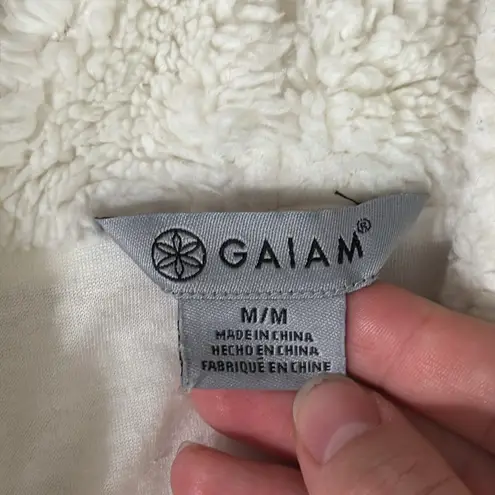 GAIAM®
M/M
MADE IN CHINA
HECHO EN CHINA
FABRIQUÉ EN CHINE